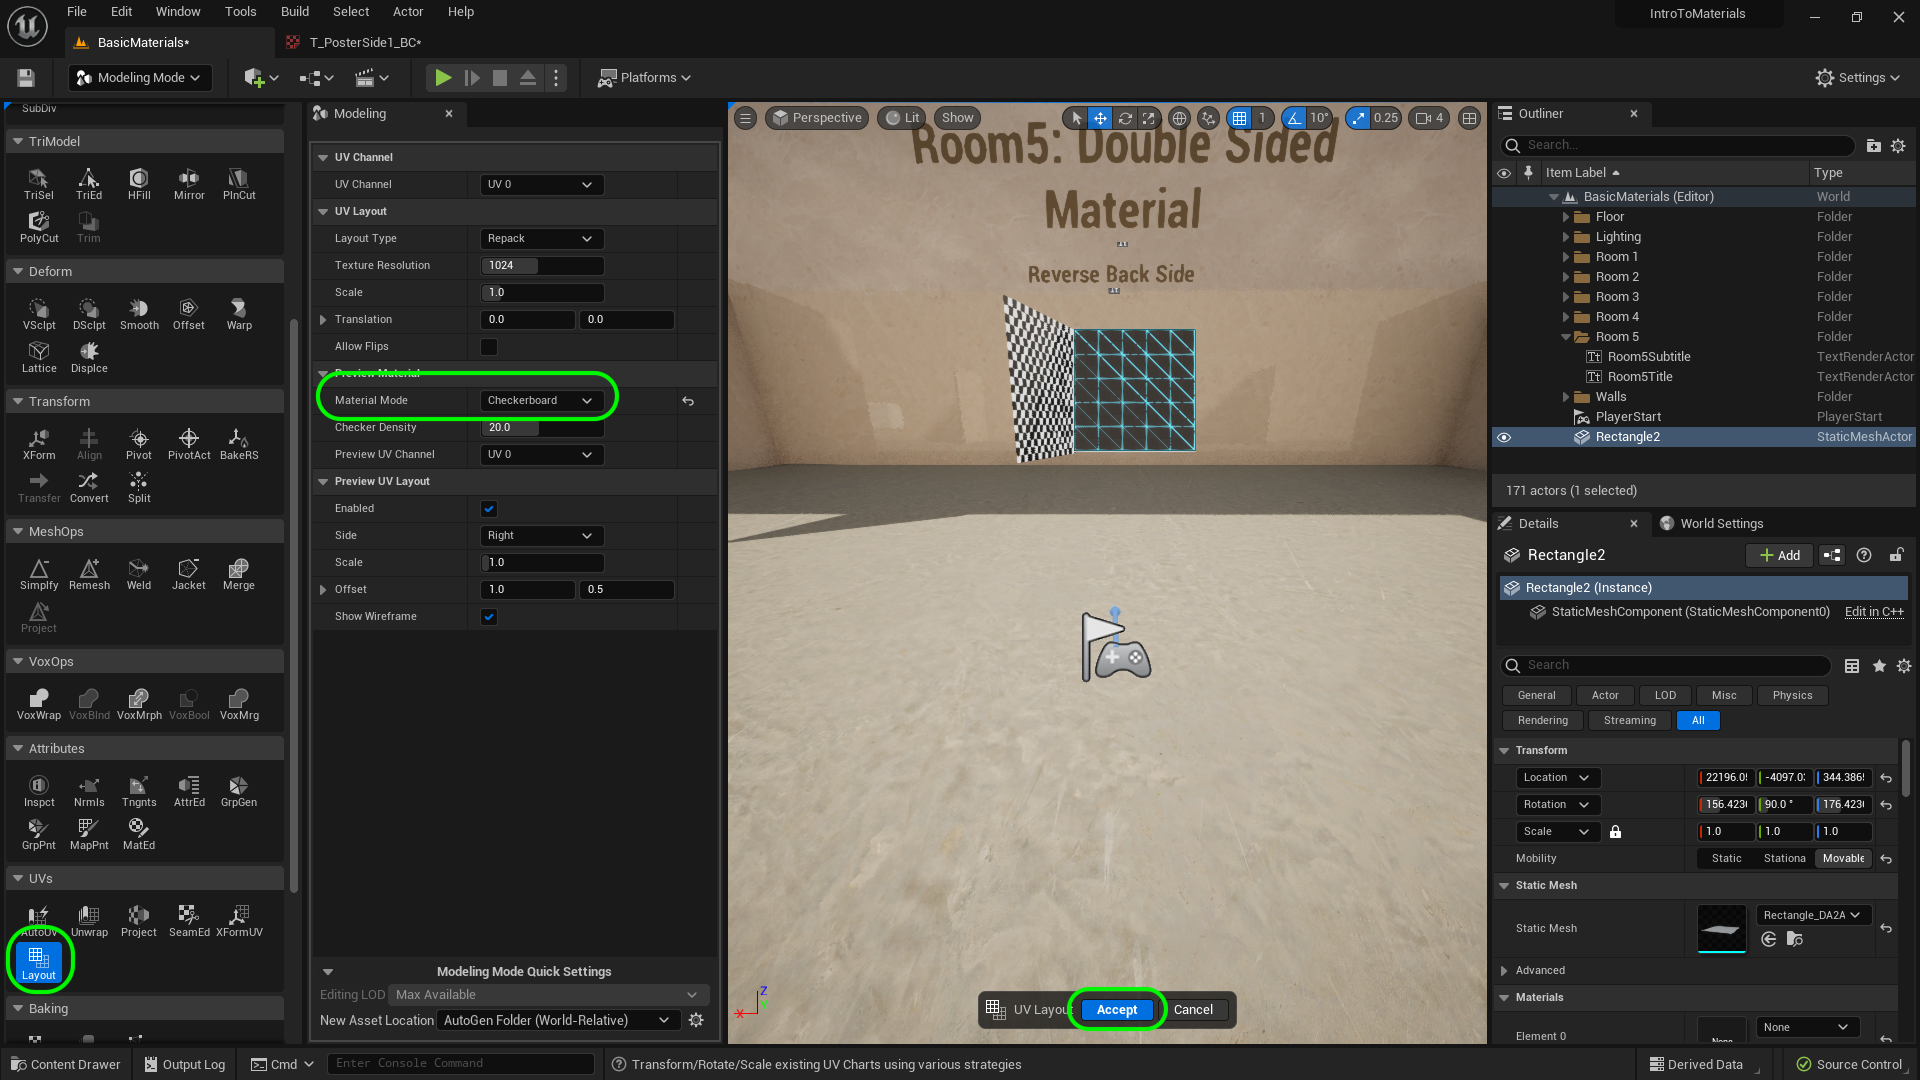 File Edit Window Tools Build Select Actor Help
IntroToMaterials
BasicMaterials*
T_PosterSide1_BC*
Modeling Mode
Platforms
Settings
SubDiv
TriModel
TriSel TriEd HFill Mirror PlnCut
PolyCut Trim
Deform
VSclpt DSclpt Smooth Offset Warp
Lattice Displce
Transform
XForm Align Pivot PivotAct BakeRS
Transfer Convert Split
MeshOps
Simplfy Remesh Weld Jacket Merge
Project
VoxOps
VoxWrap VoxBlnd VoxMrph VoxBool VoxMrg
Attributes
Inspct Nrmls Tngnts AttrEd GrpGen
GrpPnt MapPnt MatEd
UVs
AutoUV Unwrap Project SeamEd XFormUV
Layout
Baking
Modeling
UV Channel
UV Channel UV 0
UV Layout
Layout Type Repack
Texture Resolution 1024
Scale 1.0
Translation 0.0 0.0
Allow Flips
Preview Material
Material Mode Checkerboard
Checker Density 20.0
Preview UV Channel UV 0
Preview UV Layout
Enabled
Side Right
Scale 1.0
Offset 1.0 0.5
Show Wireframe
Modeling Mode Quick Settings
Editing LOD Max Available
New Asset Location AutoGen Folder (World-Relative)
Perspective Lit Show 1 10° 0.25 4
Room5: Double Sided
Material
Reverse Back Side
Z
Y
X
UV Layout Accept Cancel
Outliner
Search...
Item Label Type
BasicMaterials (Editor) World
Floor Folder
Lighting Folder
Room 1 Folder
Room 2 Folder
Room 3 Folder
Room 4 Folder
Room 5 Folder
Room5Subtitle TextRenderActor
Room5Title TextRenderActor
Walls Folder
PlayerStart PlayerStart
Rectangle2 StaticMeshActor
171 actors (1 selected)
Details
World Settings
Rectangle2
Add
Rectangle2 (Instance)
StaticMeshComponent (StaticMeshComponent0) Edit in C++
Search
General Actor LOD Misc Physics
Rendering Streaming All
Transform
Location 22196.0 -4097.0 344.386
Rotation 156.423 90.0 ° 176.423
Scale 1.0 1.0 1.0
Mobility Static Stationa Movable
Static Mesh
Static Mesh Rectangle_DA2A
Advanced
Materials
Element 0 None
None
Content Drawer Output Log Cmd Enter Console Command Transform/Rotate/Scale existing UV Charts using various strategies Derived Data Source Control